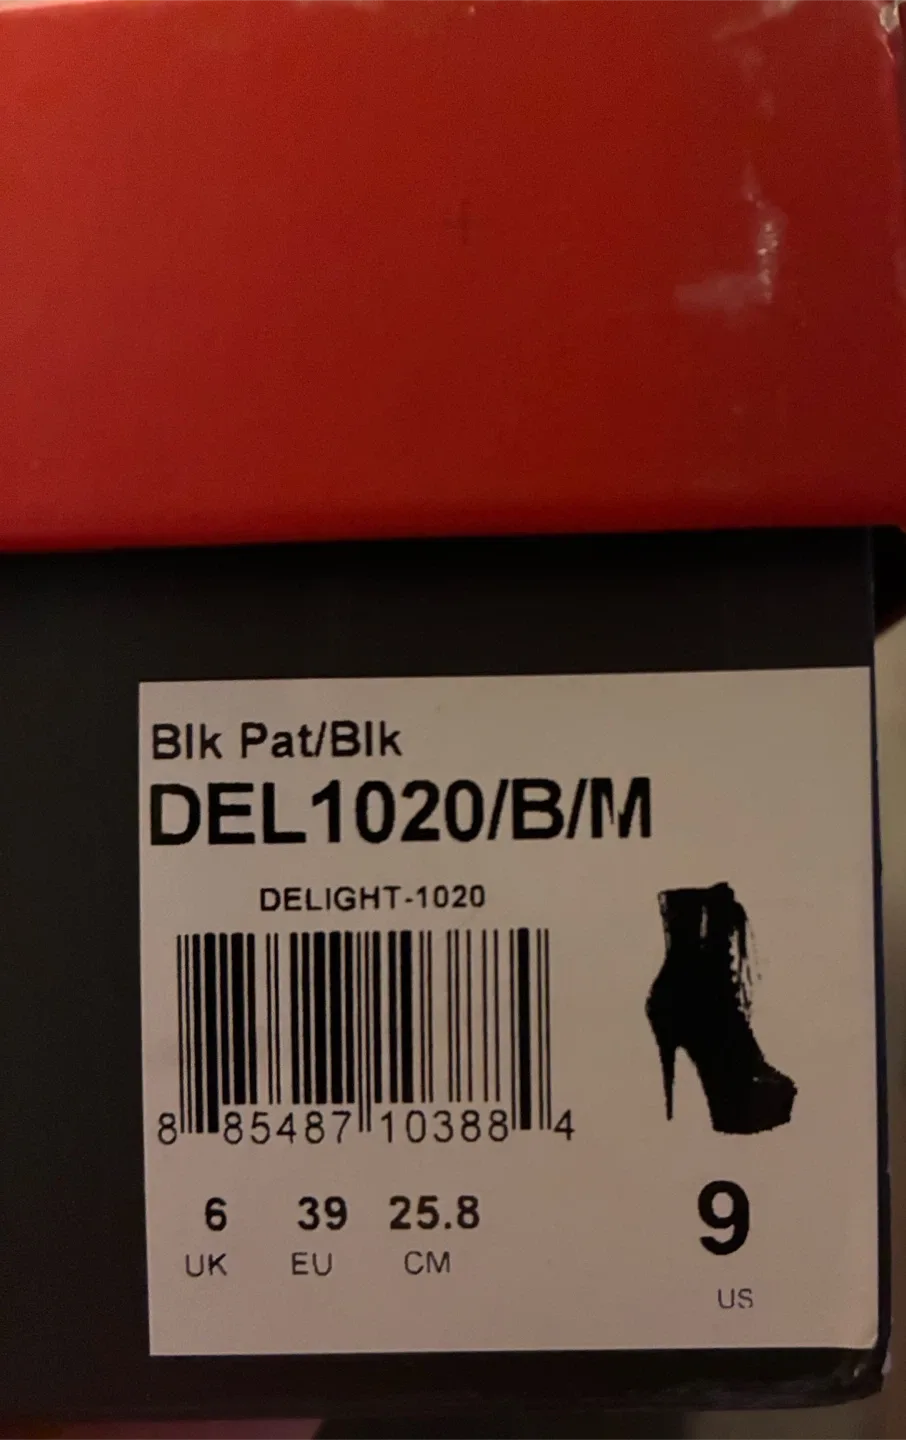 Blk Pat/Blk
DEL1020/B/M
DELIGHT-1020
8 85487 10388 4
6 39 25.8 9
UK EU CM US